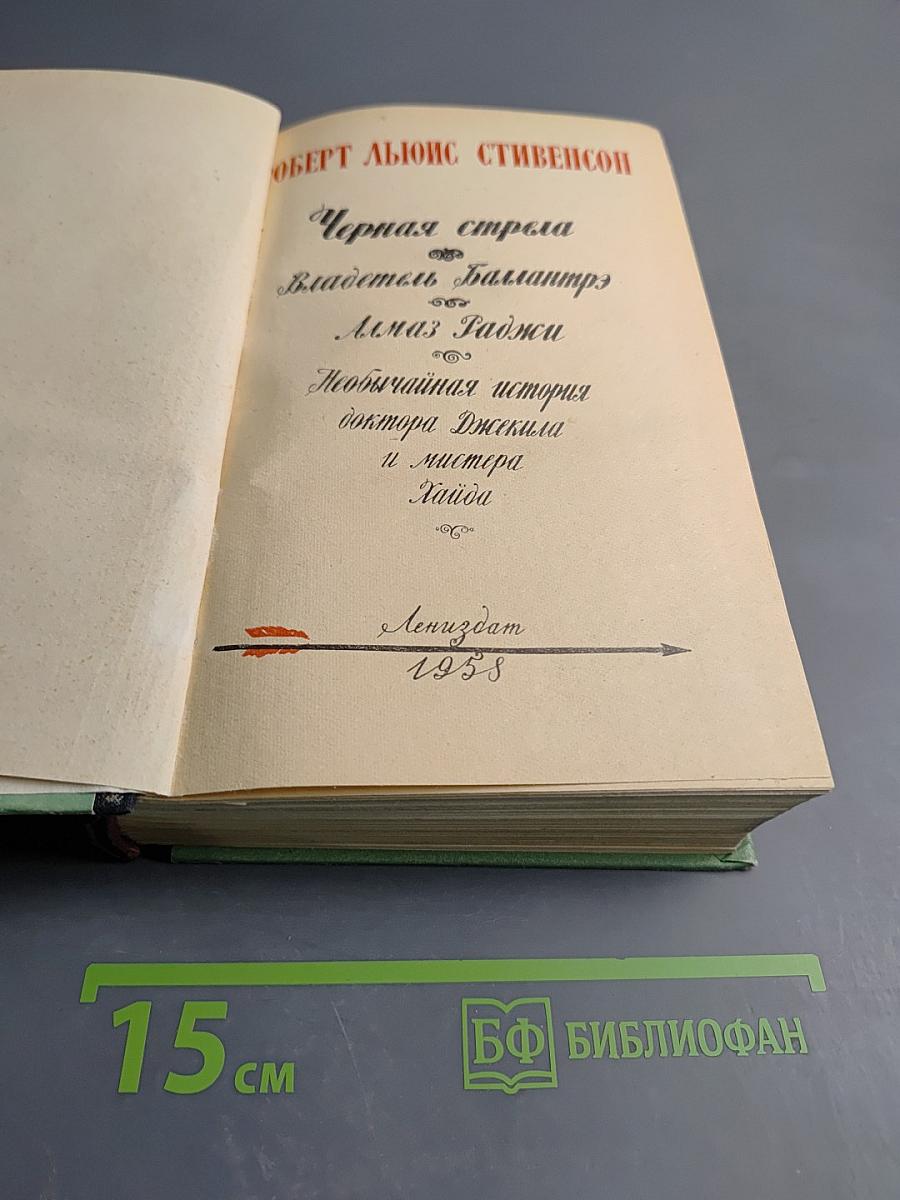 РОБЕРТ ЛЬЮИС СТИВЕНСОН
Черная стрела
Владетель Баллантрэ
Алмаз Раджи
Необычайная история
доктора Джекила
и мистера
Хайда
Лениздат
1958
15 см
БФ БИБЛИОФАН